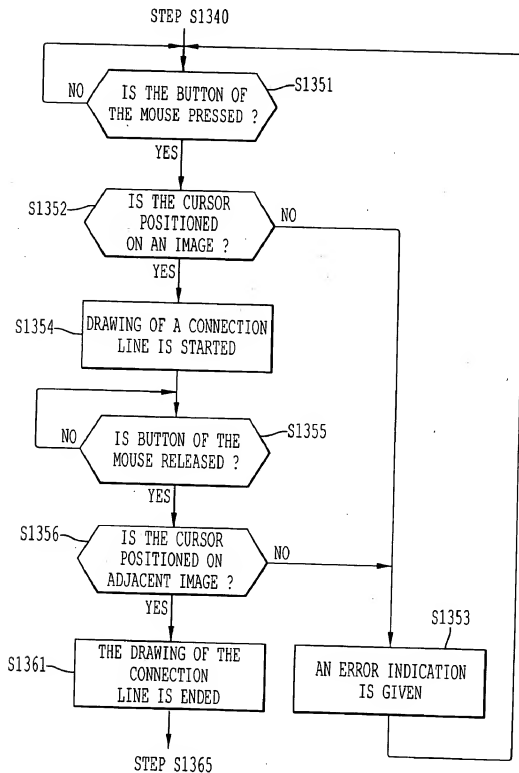 STEP S1340
NO
IS THE BUTTON OF
THE MOUSE PRESSED ?
S1351
YES
S1352
IS THE CURSOR
POSITIONED
ON AN IMAGE ?
NO
YES
S1354
DRAWING OF A CONNECTION
LINE IS STARTED
NO
IS BUTTON OF THE
MOUSE RELEASED ?
S1355
YES
S1356
IS THE CURSOR
POSITIONED ON
ADJACENT IMAGE ?
NO
YES
S1353
S1361
THE DRAWING OF THE
CONNECTION
LINE IS ENDED
AN ERROR INDICATION
IS GIVEN
STEP S1365